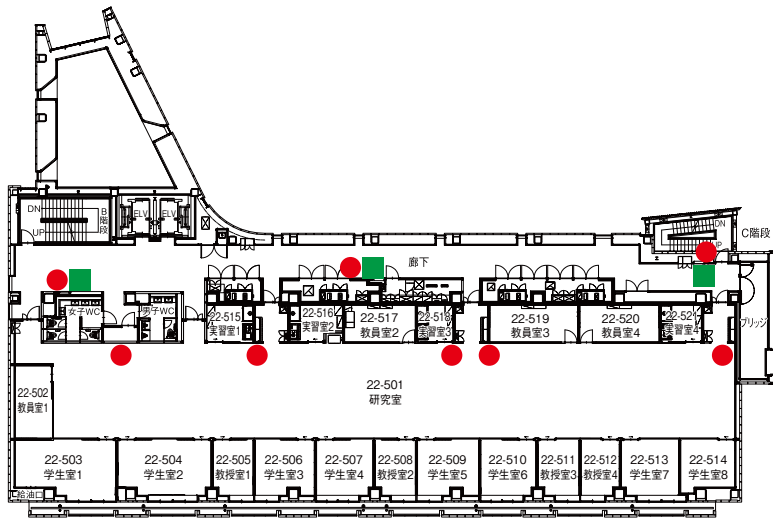 DN
UP
B
階
段
ELV
ELV
DN
UP
C階段
廊下
女子WC
男子WC
22-515
実習室1
22-516
実習室2
22-517
教員室2
22-518
実習室3
22-519
教員室3
22-520
教員室4
22-521
実習室4
ブリッジ
22-501
研究室
22-502
教員室1
22-503
学生室1
22-504
学生室2
22-505
教授室1
22-506
学生室3
22-507
学生室4
22-508
教授室2
22-509
学生室5
22-510
学生室6
22-511
教授室3
22-512
教授室4
22-513
学生室7
22-514
学生室8
給油口